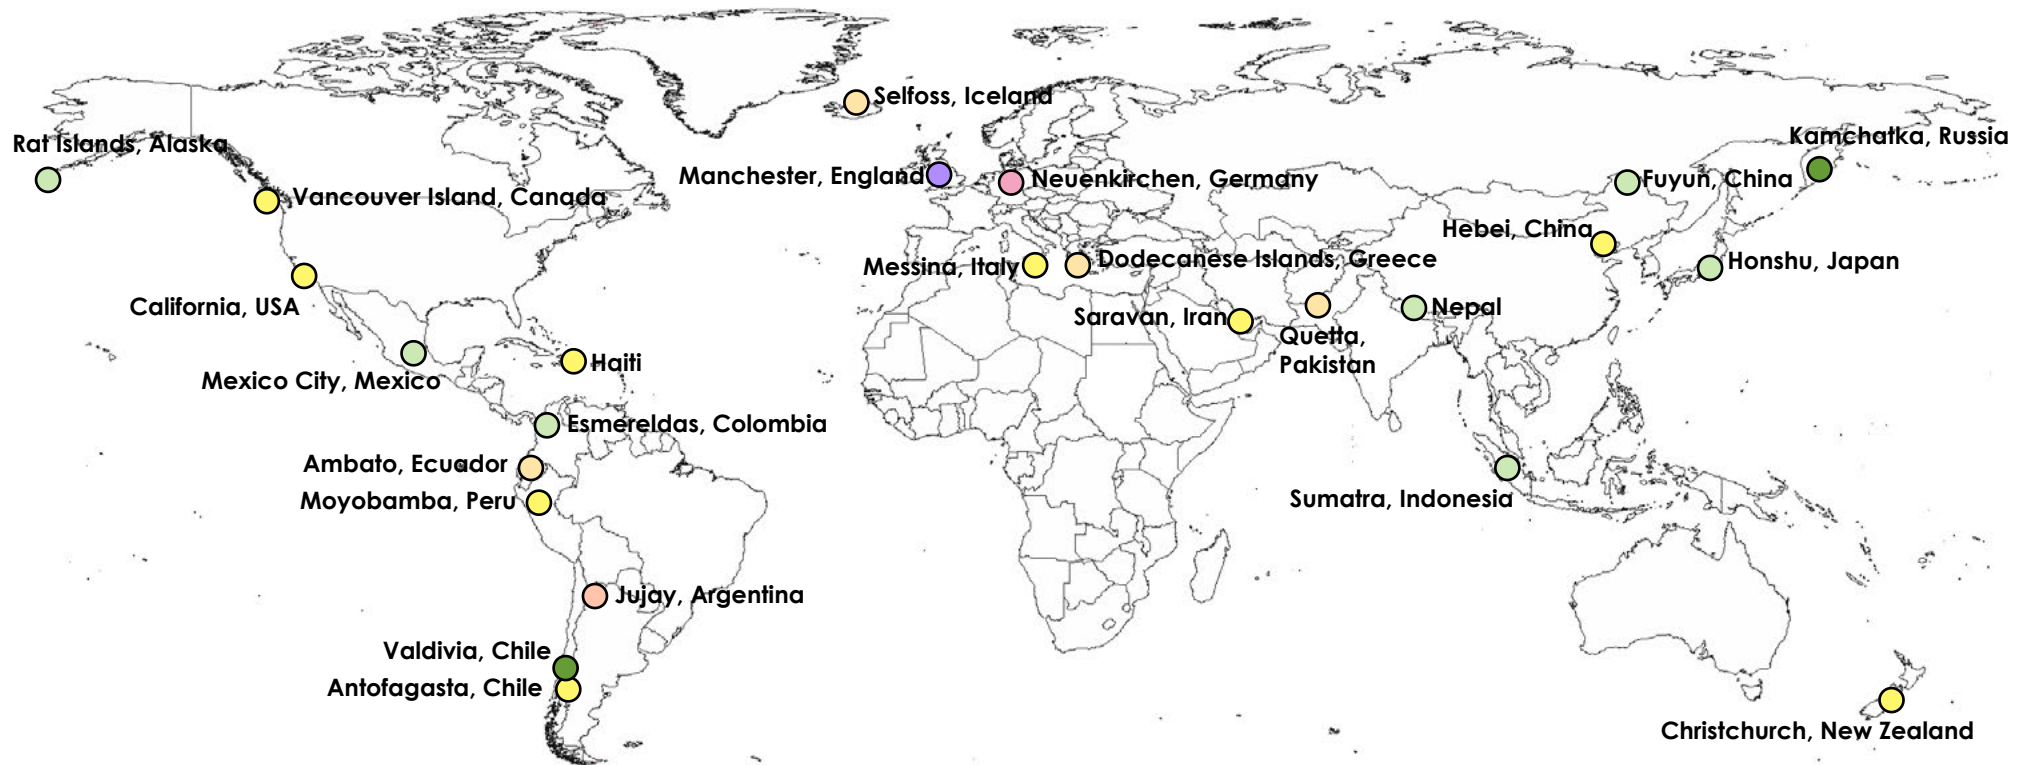 Selfoss, Iceland
Kamchatka, Russia
Rat Islands, Alaska
Manchester, England
Neuenkirchen, Germany
Fuyun, China
Vancouver Island, Canada
Hebei, China
Messina, Italy
Dodecanese Islands, Greece
Honshu, Japan
California, USA
Saravan, Iran
Nepal
Quetta,
Pakistan
Haiti
Mexico City, Mexico
Esmereldas, Colombia
Ambato, Ecuador
Moyobamba, Peru
Sumatra, Indonesia
Jujay, Argentina
Valdivia, Chile
Antofagasta, Chile
Christchurch, New Zealand